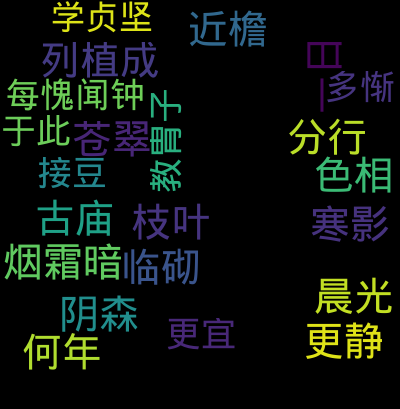 学贞坚
近檐
列植成
一日
多惭
每愧闻钟
教胄子
于此
苍翠
分行
接豆
色相
古庙
枝叶
寒影
烟霜暗
临砌
晨光
阴森
更宜
更静
何年